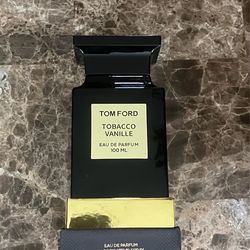 TOM FORD
TOBACCO
VANILLE
EAU DE PARFUM
100 ML
EAU DE PARFUM